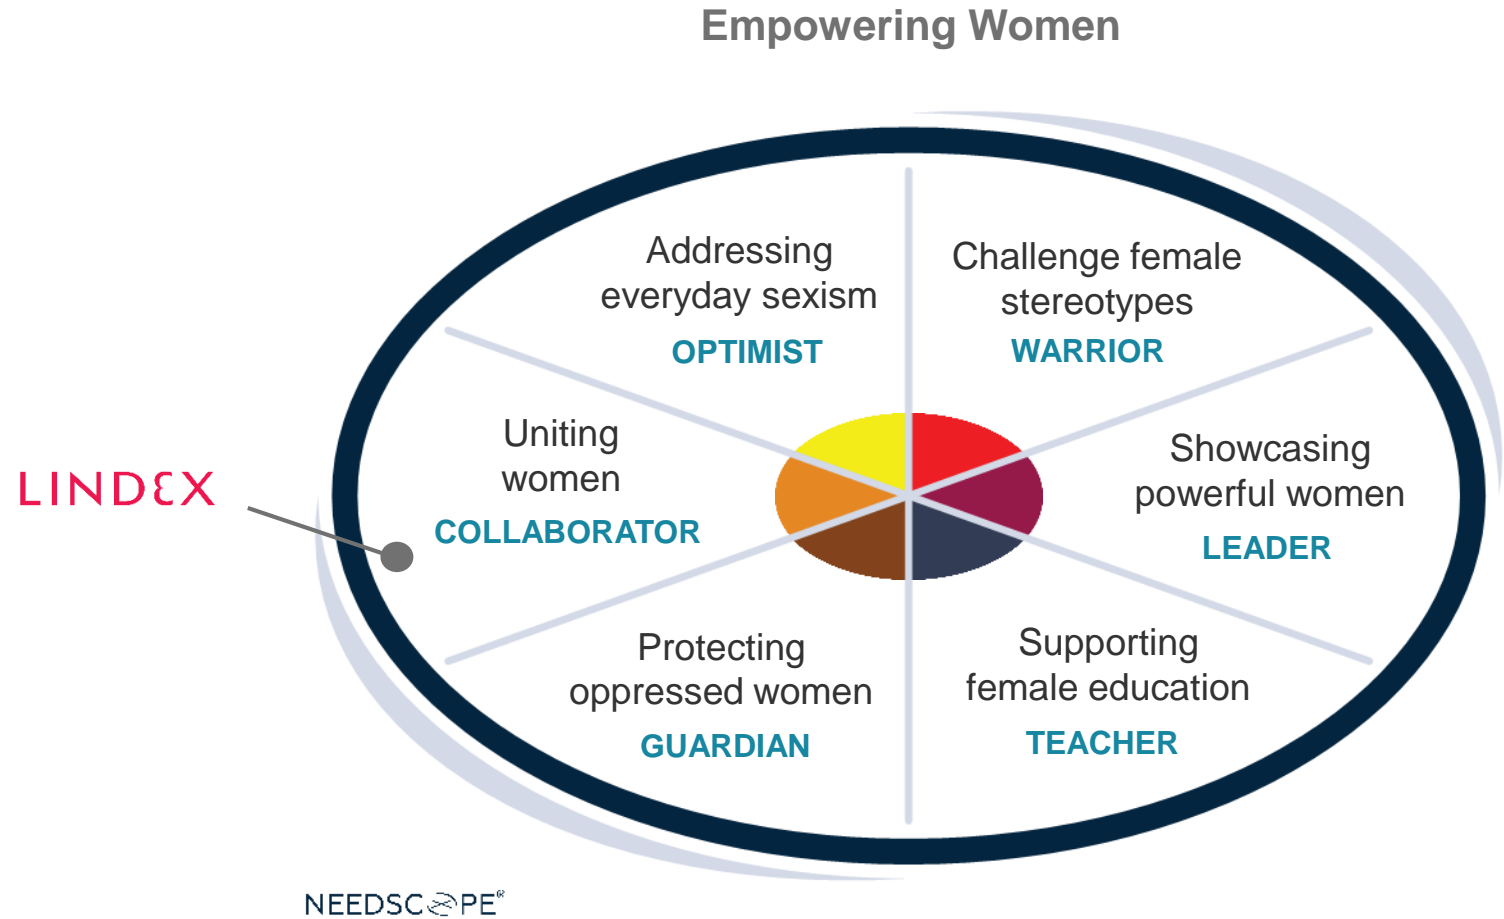 Empowering Women
Addressing
everyday sexism
OPTIMIST
Challenge female
stereotypes
WARRIOR
Uniting
women
COLLABORATOR
Showcasing
powerful women
LEADER
LINDEX
Protecting
oppressed women
GUARDIAN
Supporting
female education
TEACHER
NEEDSCOPE®